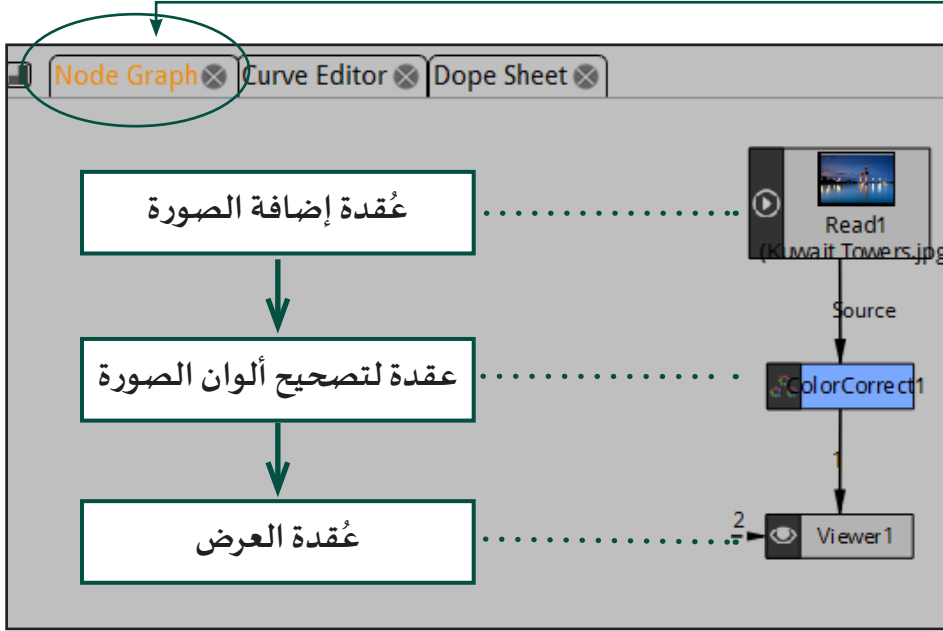 Node Graph Curve Editor Dope Sheet
عُقدة إضافة الصورة
Read1
(Kuwait Towers.jpg
Source
عقدة لتصحيح ألوان الصورة
ColorCorrect1
1
عُقدة العرض
2
Viewer1